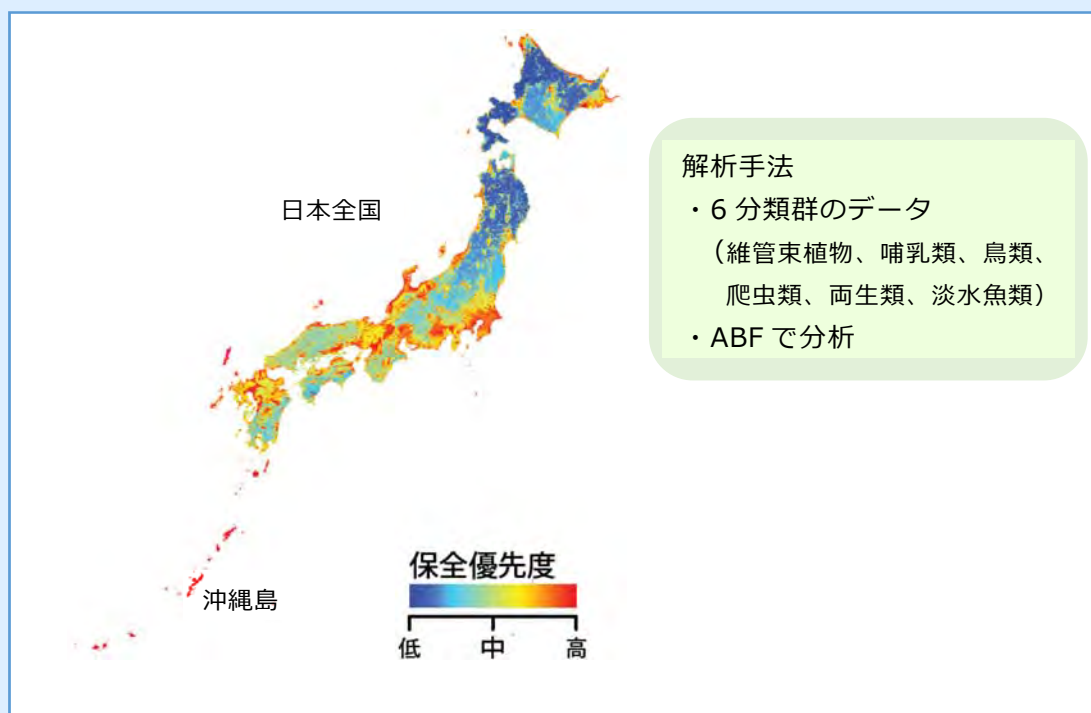 日本全国
解析手法
・6 分類群のデータ
（維管束植物、哺乳類、鳥類、
爬虫類、両生類、淡水魚類）
・ABF で分析
保全優先度
低 中 高
沖縄島